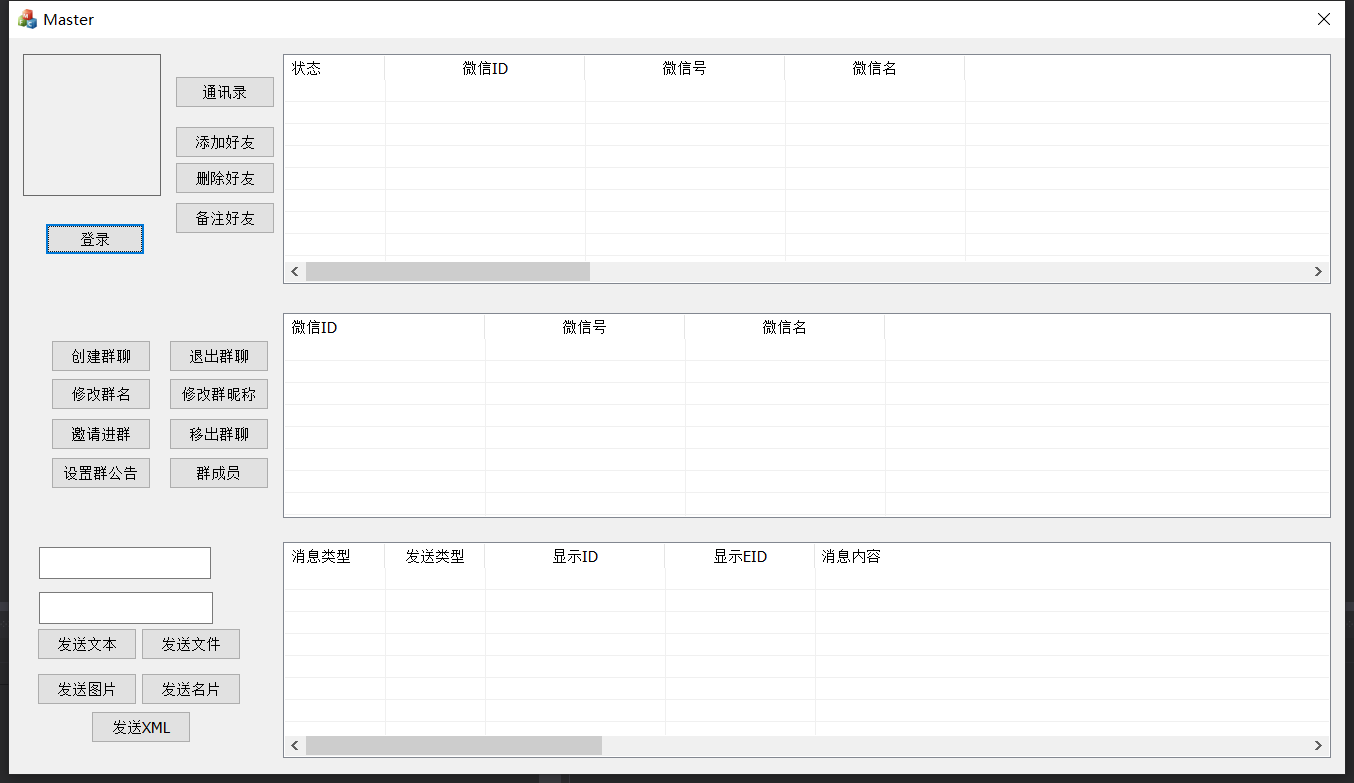 Master
状态 微信ID 微信号 微信名
通讯录
添加好友
删除好友
备注好友
登录
微信ID 微信号 微信名
创建群聊 退出群聊
修改群名 修改群昵称
邀请进群 移出群聊
设置群公告 群成员
消息类型 发送类型 显示ID 显示EID 消息内容
发送文本 发送文件
发送图片 发送名片
发送XML